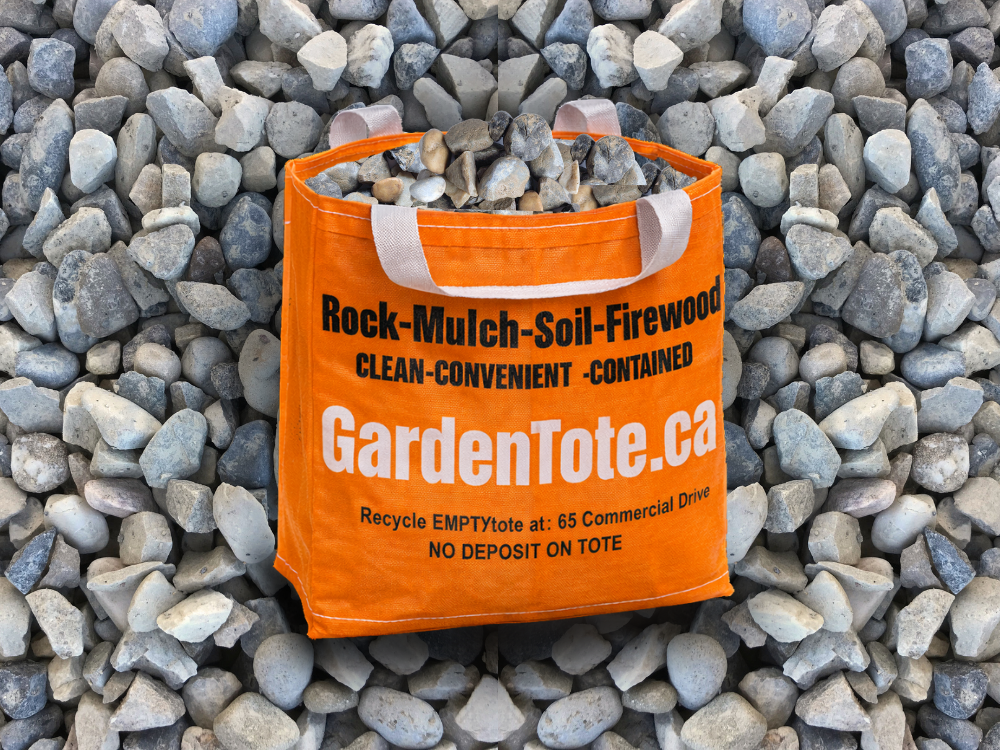 Rock-Mulch-Soil-Firewood
CLEAN-CONVENIENT -CONTAINED
GardenTote.ca
Recycle EMPTYtote at: 65 Commercial Drive
NO DEPOSIT ON TOTE